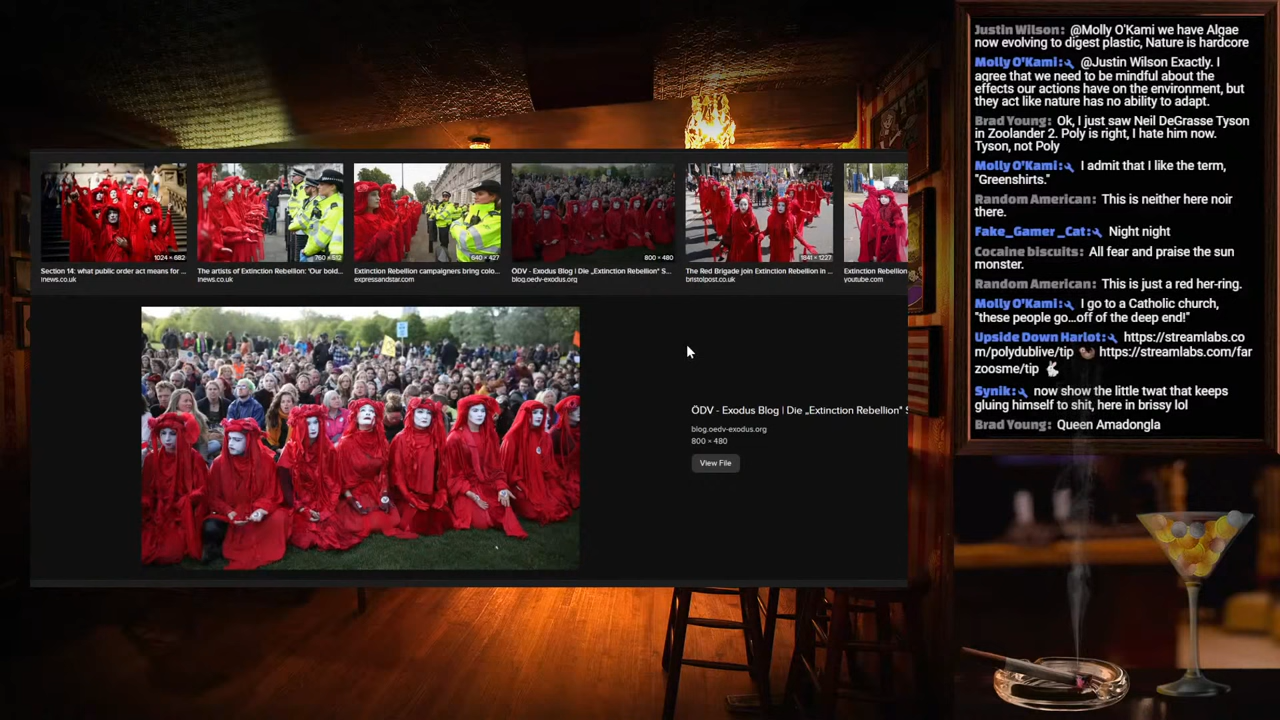 1024 × 682
760 × 512
640 × 427
800 × 480
1841 × 1227
Section 14: what public order act means for ...
The artists of Extinction Rebellion: 'Our bold...
Extinction Rebellion campaigners bring colo...
ÖDV - Exodus Blog | Die „Extinction Rebellion" S...
The Red Brigade join Extinction Rebellion in ...
Extinction Rebellion
inews.co.uk
inews.co.uk
expressandstar.com
blog.oedv-exodus.org
bristolpost.co.uk
youtube.com
ÖDV - Exodus Blog | Die „Extinction Rebellion" S
blog.oedv-exodus.org
800 × 480
View File
Justin Wilson: @Molly O'Kami we have Algae
now evolving to digest plastic, Nature is hardcore
Molly O'Kami: @Justin Wilson Exactly. I
agree that we need to be mindful about the
effects our actions have on the environment, but
they act like nature has no ability to adapt.
Brad Young: Ok, I just saw Neil DeGrasse Tyson
in Zoolander 2. Poly is right, I hate him now.
Tyson, not Poly
Molly O'Kami: I admit that I like the term,
"Greenshirts."
Random American: This is neither here noir
there.
Fake_Gamer_Cat: Night night
Cocaine biscuits: All fear and praise the sun
monster.
Random American: This is just a red her-ring.
Molly O'Kami: I go to a Catholic church,
"these people go...off of the deep end!"
Upside Down Harlot: https://streamlabs.co
m/polydublive/tip https://streamlabs.com/far
zoosme/tip
Synik: now show the little twat that keeps
gluing himself to shit, here in brissy lol
Brad Young: Queen Amadongla